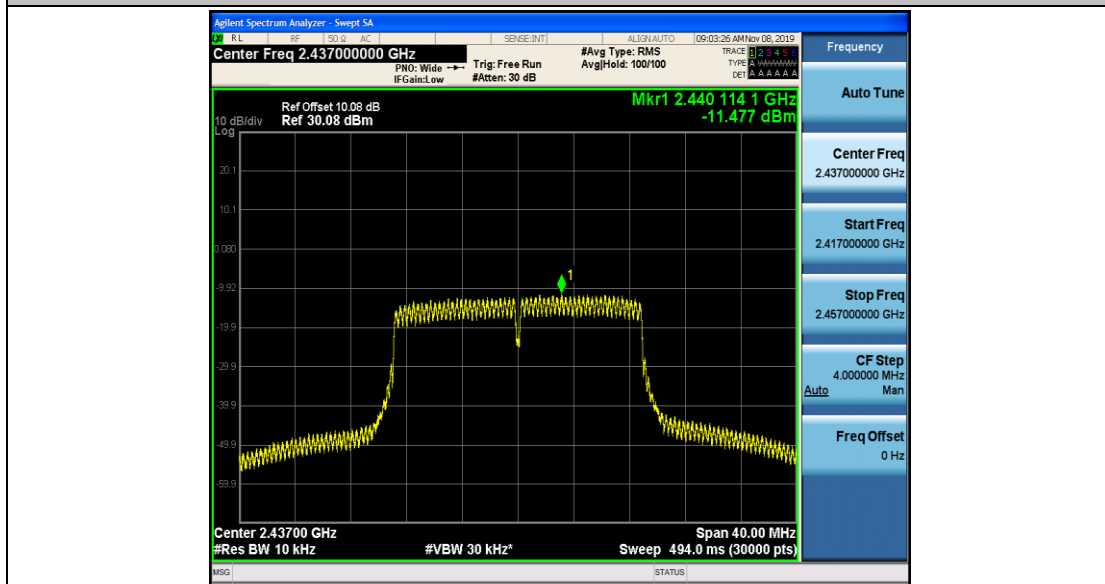 Agilent Spectrum Analyzer - Swept SA
RL RF 50 Ω AC SENSE:INT ALIGN AUTO 09:03:26 AM Nov 08, 2019
Center Freq 2.437000000 GHz
PNO: Wide
IFGain:Low
Trig: Free Run
#Atten: 30 dB
#Avg Type: RMS
Avg|Hold: 100/100
TRACE 1 2 3 4 5 6
TYPE A
DET A A A A A A
Ref Offset 10.08 dB
10 dB/div Ref 30.08 dBm
Log
Mkr1 2.440 114 1 GHz
-11.477 dBm
20.1
10.1
0.080
-9.92
-19.9
-29.9
-39.9
-49.9
-59.9
1
Center 2.43700 GHz
#Res BW 10 kHz
#VBW 30 kHz*
Span 40.00 MHz
Sweep 494.0 ms (30000 pts)
MSG
STATUS
Frequency
Auto Tune
Center Freq
2.437000000 GHz
Start Freq
2.417000000 GHz
Stop Freq
2.457000000 GHz
CF Step
4.000000 MHz
Auto Man
Freq Offset
0 Hz